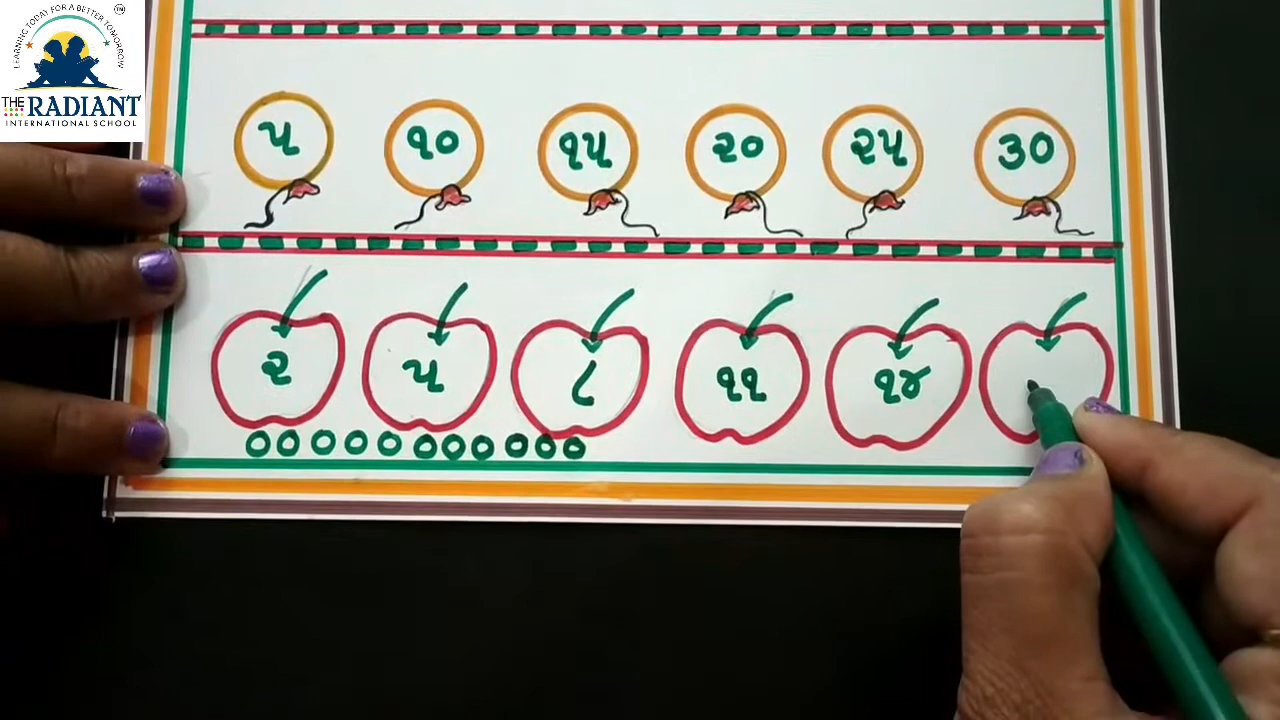 LEARNING TODAY FOR A BETTER TOMORROW
TM
THE RADIANT
INTERNATIONAL SCHOOL
૫ ૧૦ ૧૫ ૨૦ ૨૫ ૩૦
૨ ૫ ૮ ૧૧ ૧૪